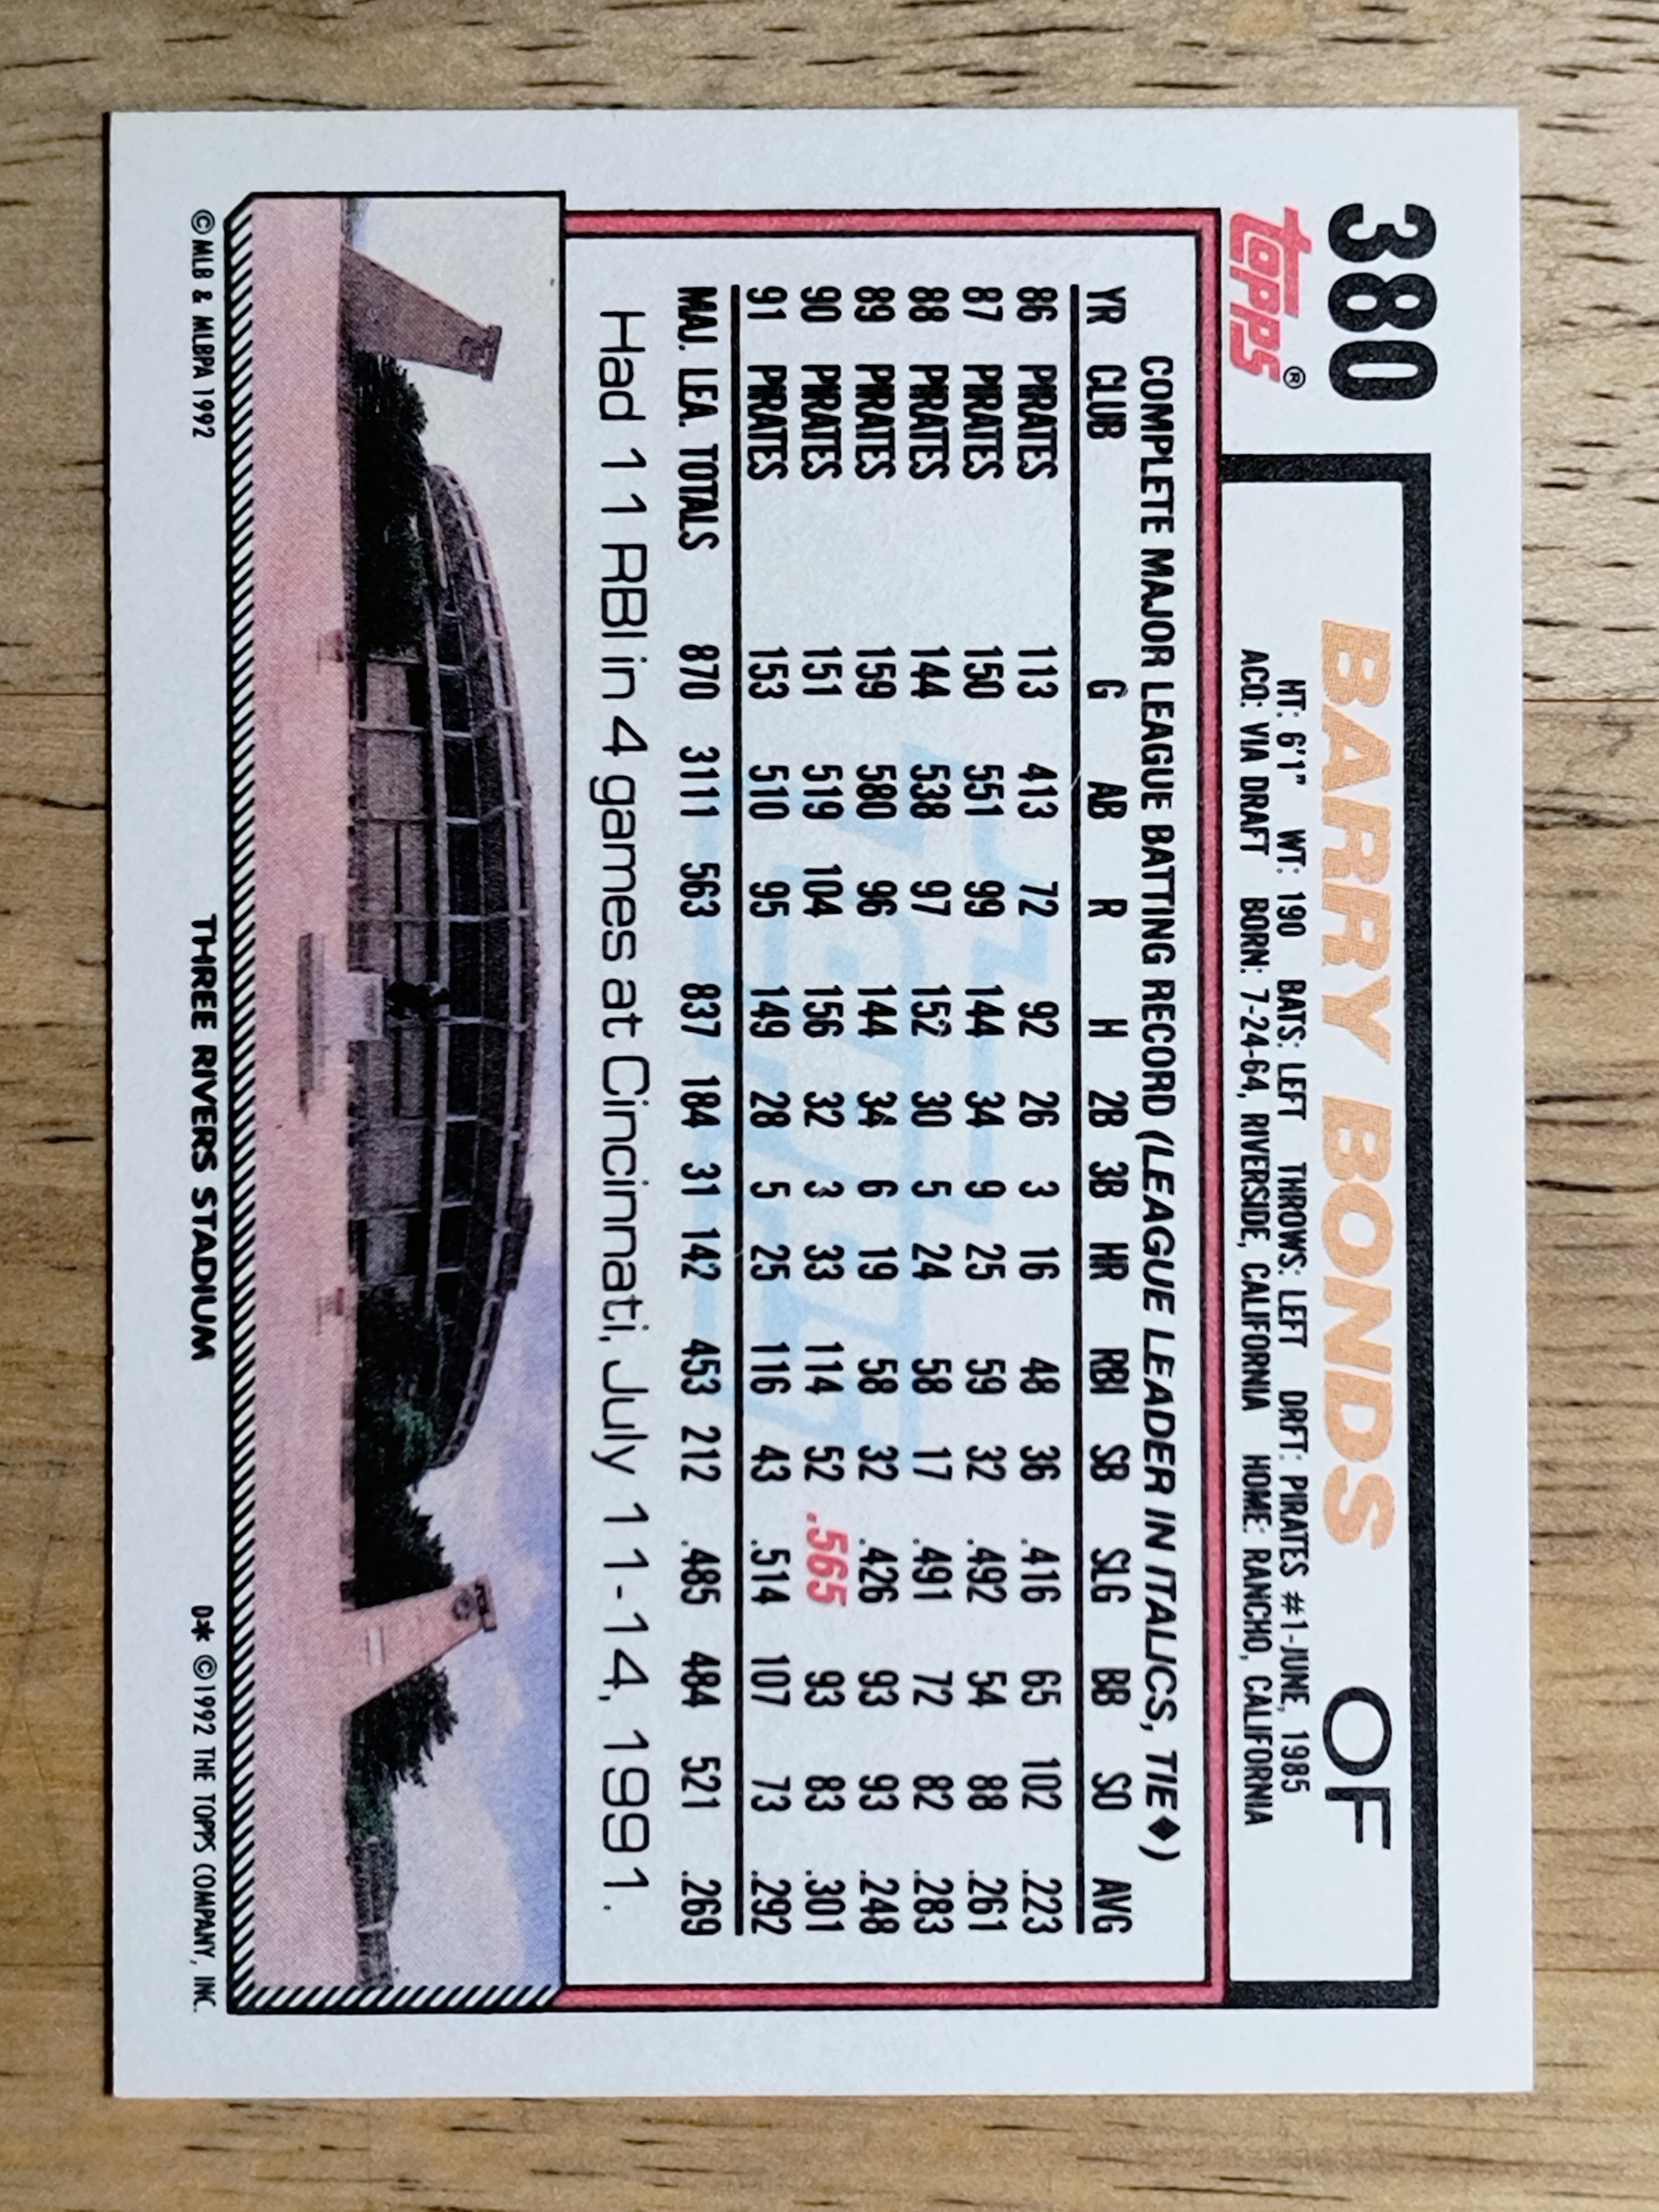 380
BARRY BONDS OF
Topps®
HT: 6'1" WT: 190 BATS: LEFT THROWS: LEFT DRFT: PIRATES #1-JUNE, 1985
ACQ: VIA DRAFT BORN: 7-24-64, RIVERSIDE, CALIFORNIA HOME: RANCHO, CALIFORNIA
COMPLETE MAJOR LEAGUE BATTING RECORD (LEAGUE LEADER IN ITALICS, TIE◆)
YR CLUB G AB R H 2B 3B HR RBI SB SLG BB SO AVG
86 PIRATES 113 413 72 92 26 3 16 48 36 .416 65 102 .223
87 PIRATES 150 551 99 144 34 9 25 59 32 .492 54 88 .261
88 PIRATES 144 538 97 152 30 5 24 58 17 .491 72 82 .283
89 PIRATES 159 580 96 144 34 6 19 58 32 .426 93 93 .248
90 PIRATES 151 519 104 156 32 3 33 114 52 .565 93 83 .301
91 PIRATES 153 510 95 149 28 5 25 116 43 .514 107 73 .292
MAJ. LEA. TOTALS 870 3111 563 837 184 31 142 453 212 .485 484 521 .269
Had 11 RBI in 4 games at Cincinnati, July 11-14, 1991.
THREE RIVERS STADIUM
© MLB & MLBPA 1992 D✱ ©1992 THE TOPPS COMPANY, INC.